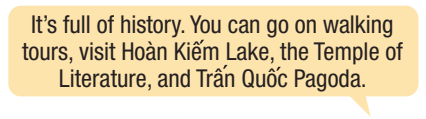 It's full of history. You can go on walking
tours, visit Hoàn Kiếm Lake, the Temple of
Literature, and Trấn Quốc Pagoda.